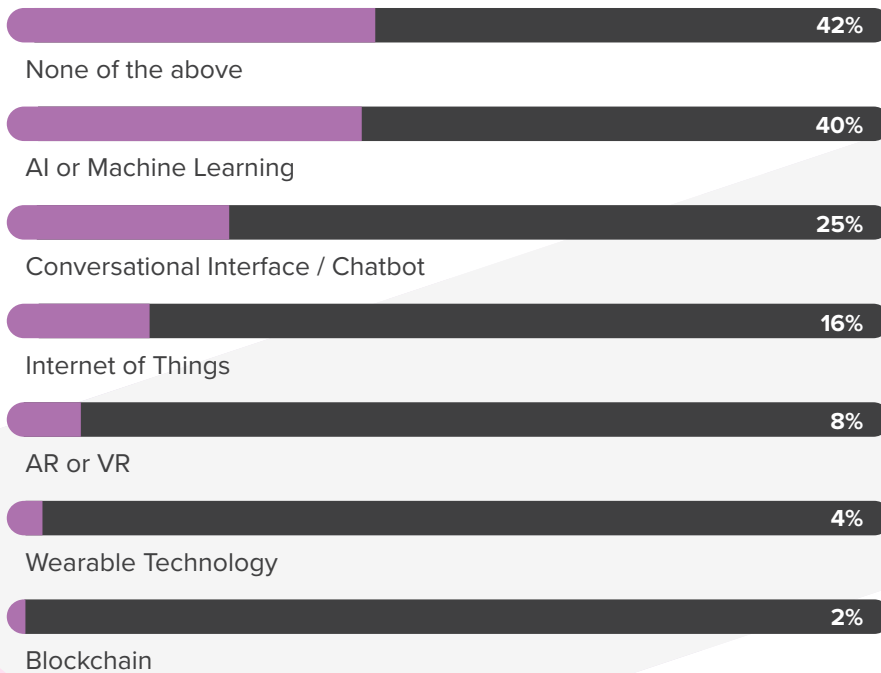 42%
None of the above
40%
AI or Machine Learning
25%
Conversational Interface / Chatbot
16%
Internet of Things
8%
AR or VR
4%
Wearable Technology
2%
Blockchain